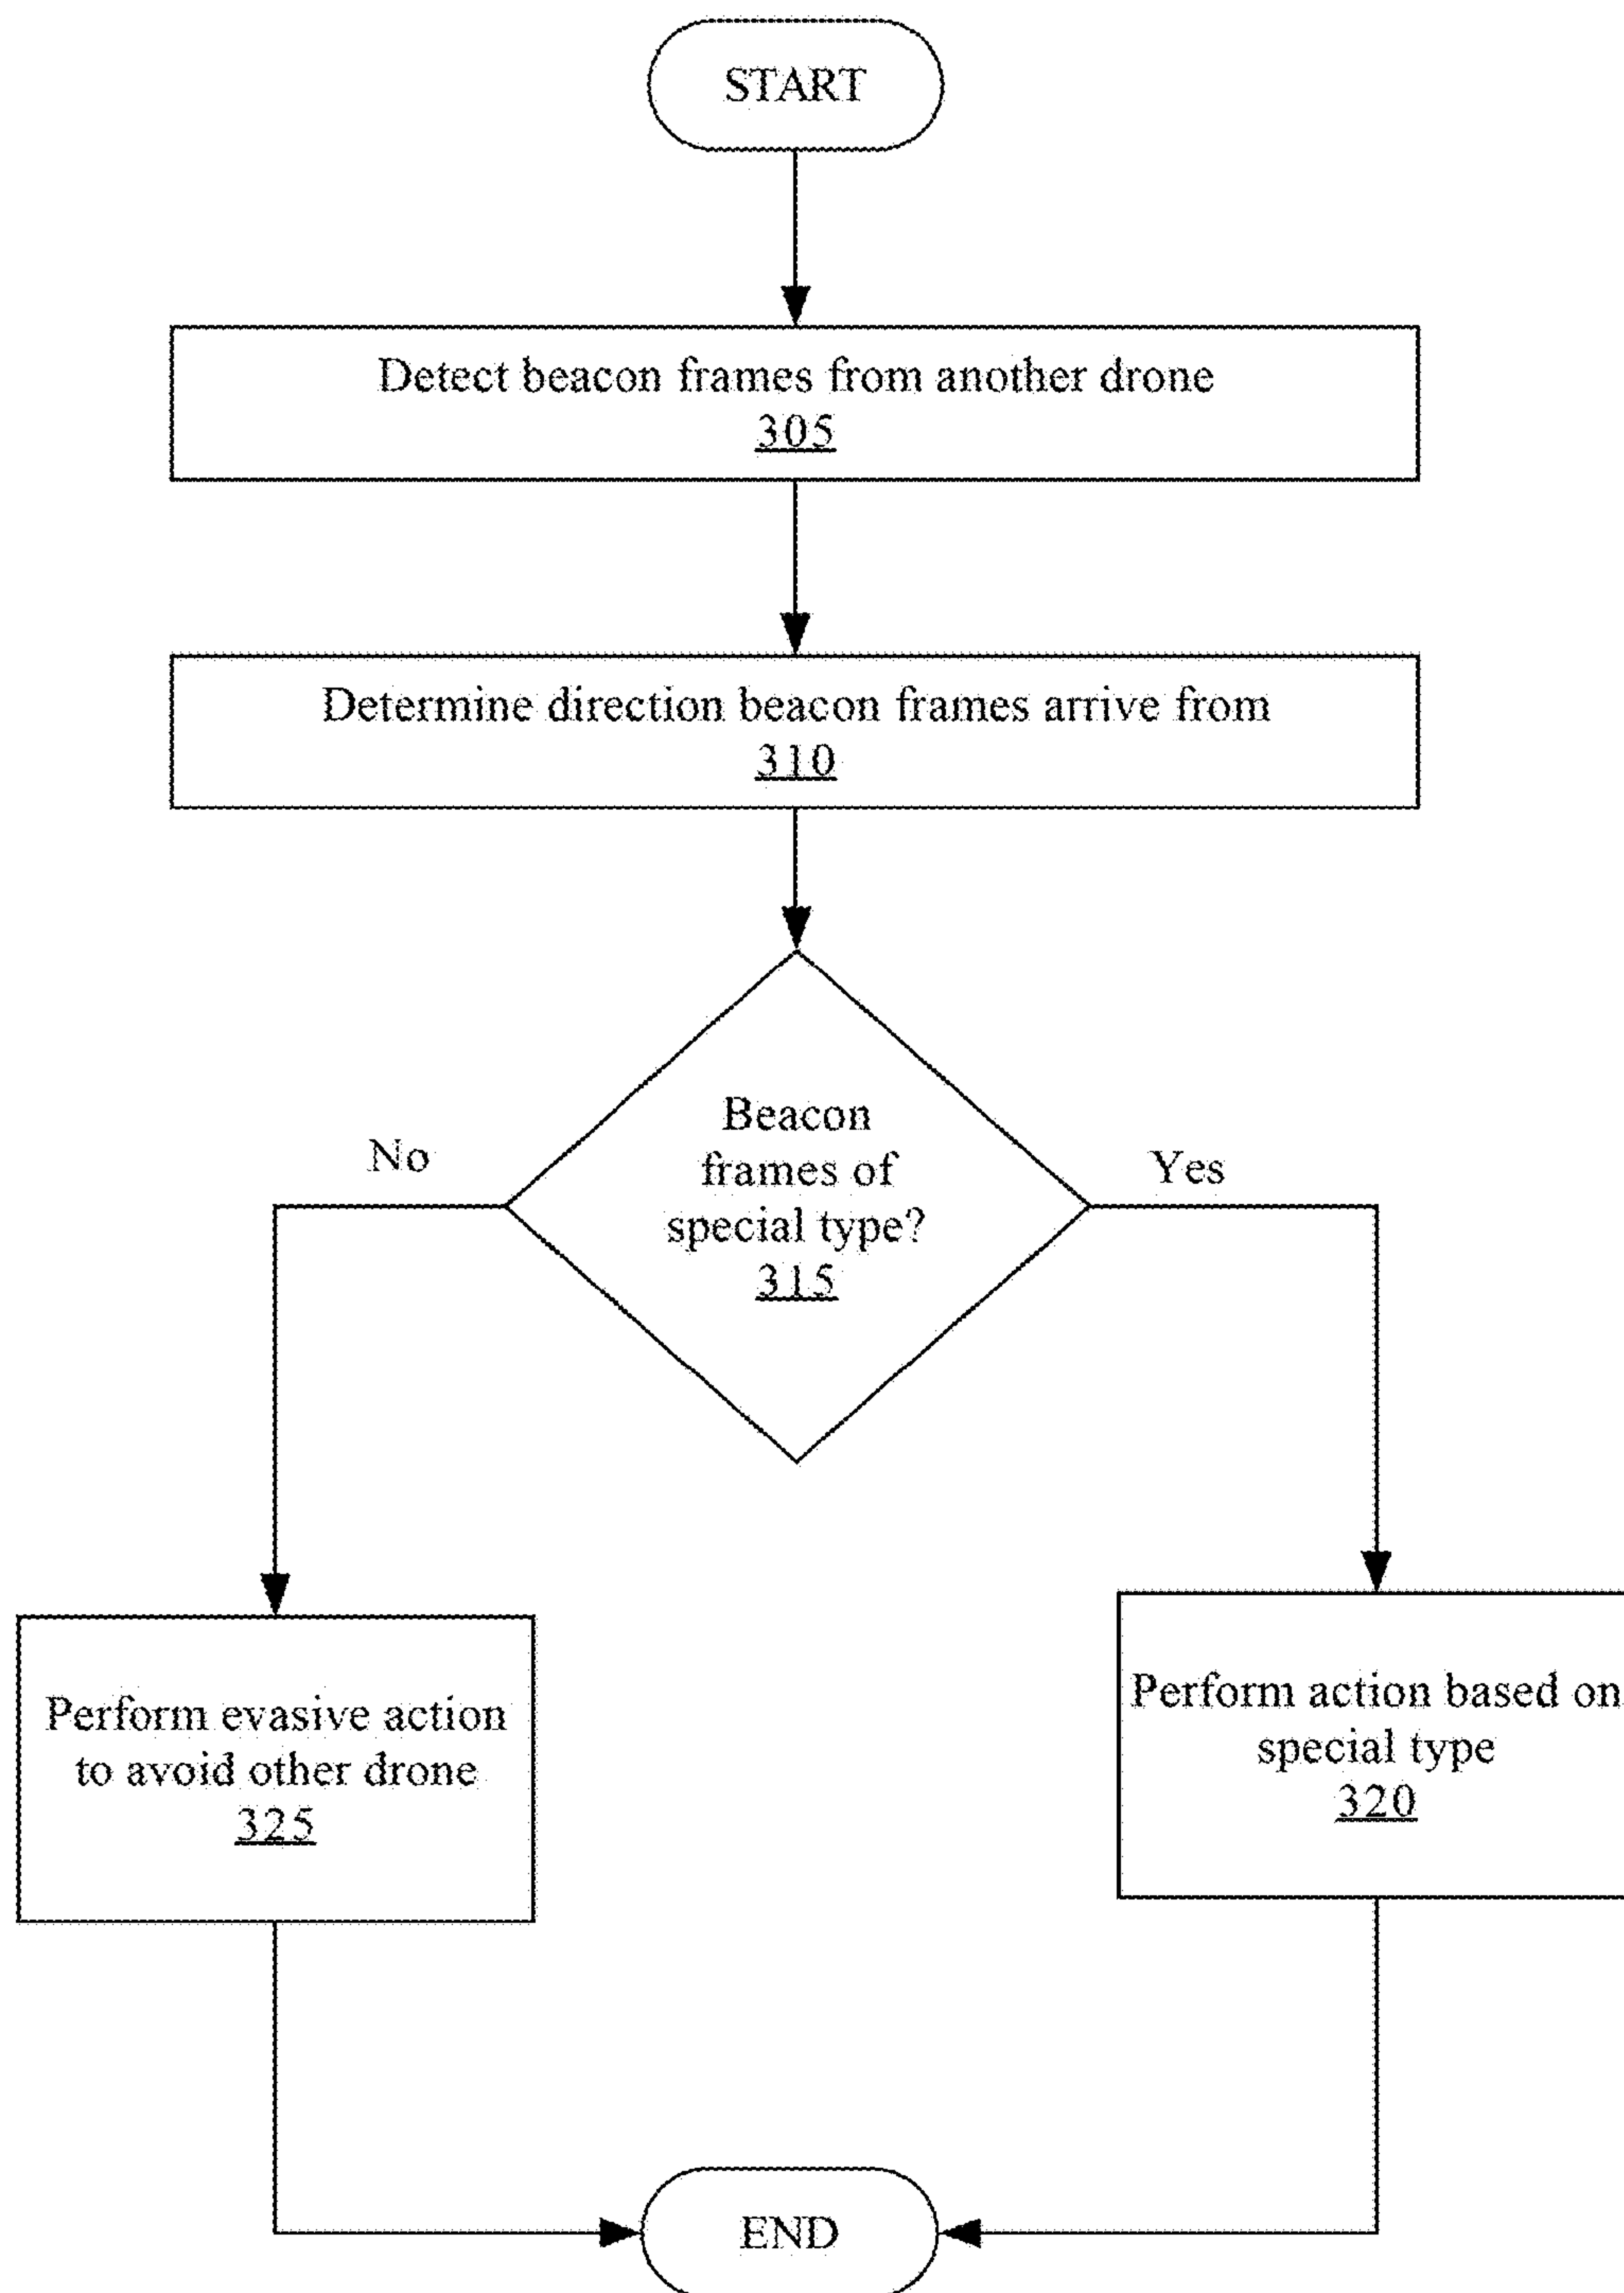 START
Detect beacon frames from another drone
305
Determine direction beacon frames arrive from
310
Beacon
frames of
special type?
315
No
Yes
Perform evasive action
to avoid other drone
325
Perform action based on
special type
320
END